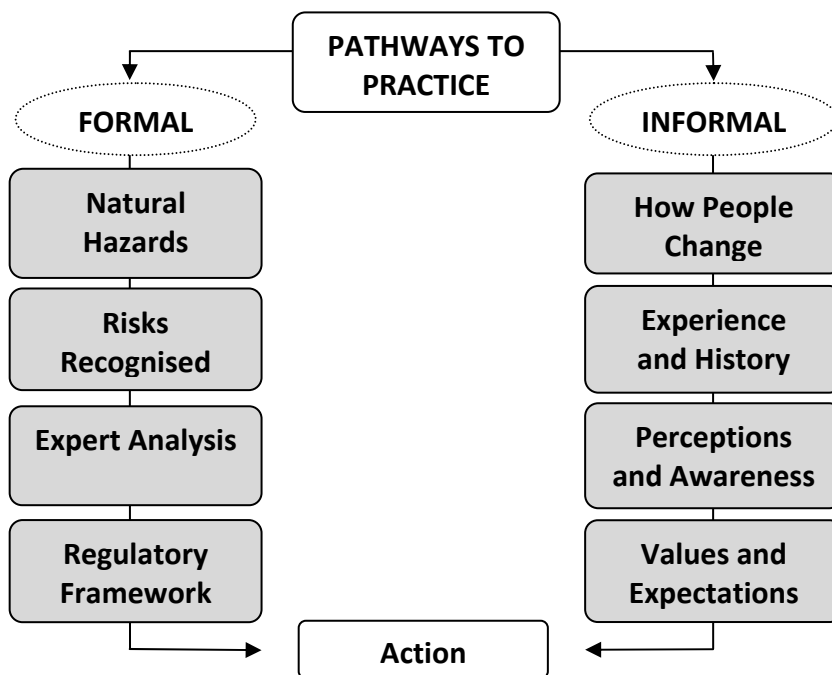 PATHWAYS TO
PRACTICE
FORMAL
Natural
Hazards
Risks
Recognised
Expert Analysis
Regulatory
Framework
INFORMAL
How People
Change
Experience
and History
Perceptions
and Awareness
Values and
Expectations
Action